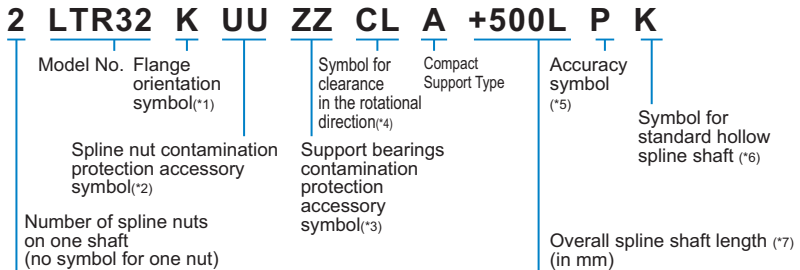 2 LTR32 K UU ZZ CL A +500L P K
Model No.
Flange
orientation
symbol(*1)
Symbol for
clearance
in the rotational
direction(*4)
Compact
Support Type
Accuracy
symbol
(*5)
Symbol for
standard hollow
spline shaft (*6)
Spline nut contamination
protection accessory
symbol(*2)
Support bearings
contamination
protection
accessory
symbol(*3)
Number of spline nuts
on one shaft
(no symbol for one nut)
Overall spline shaft length (*7)
(in mm)